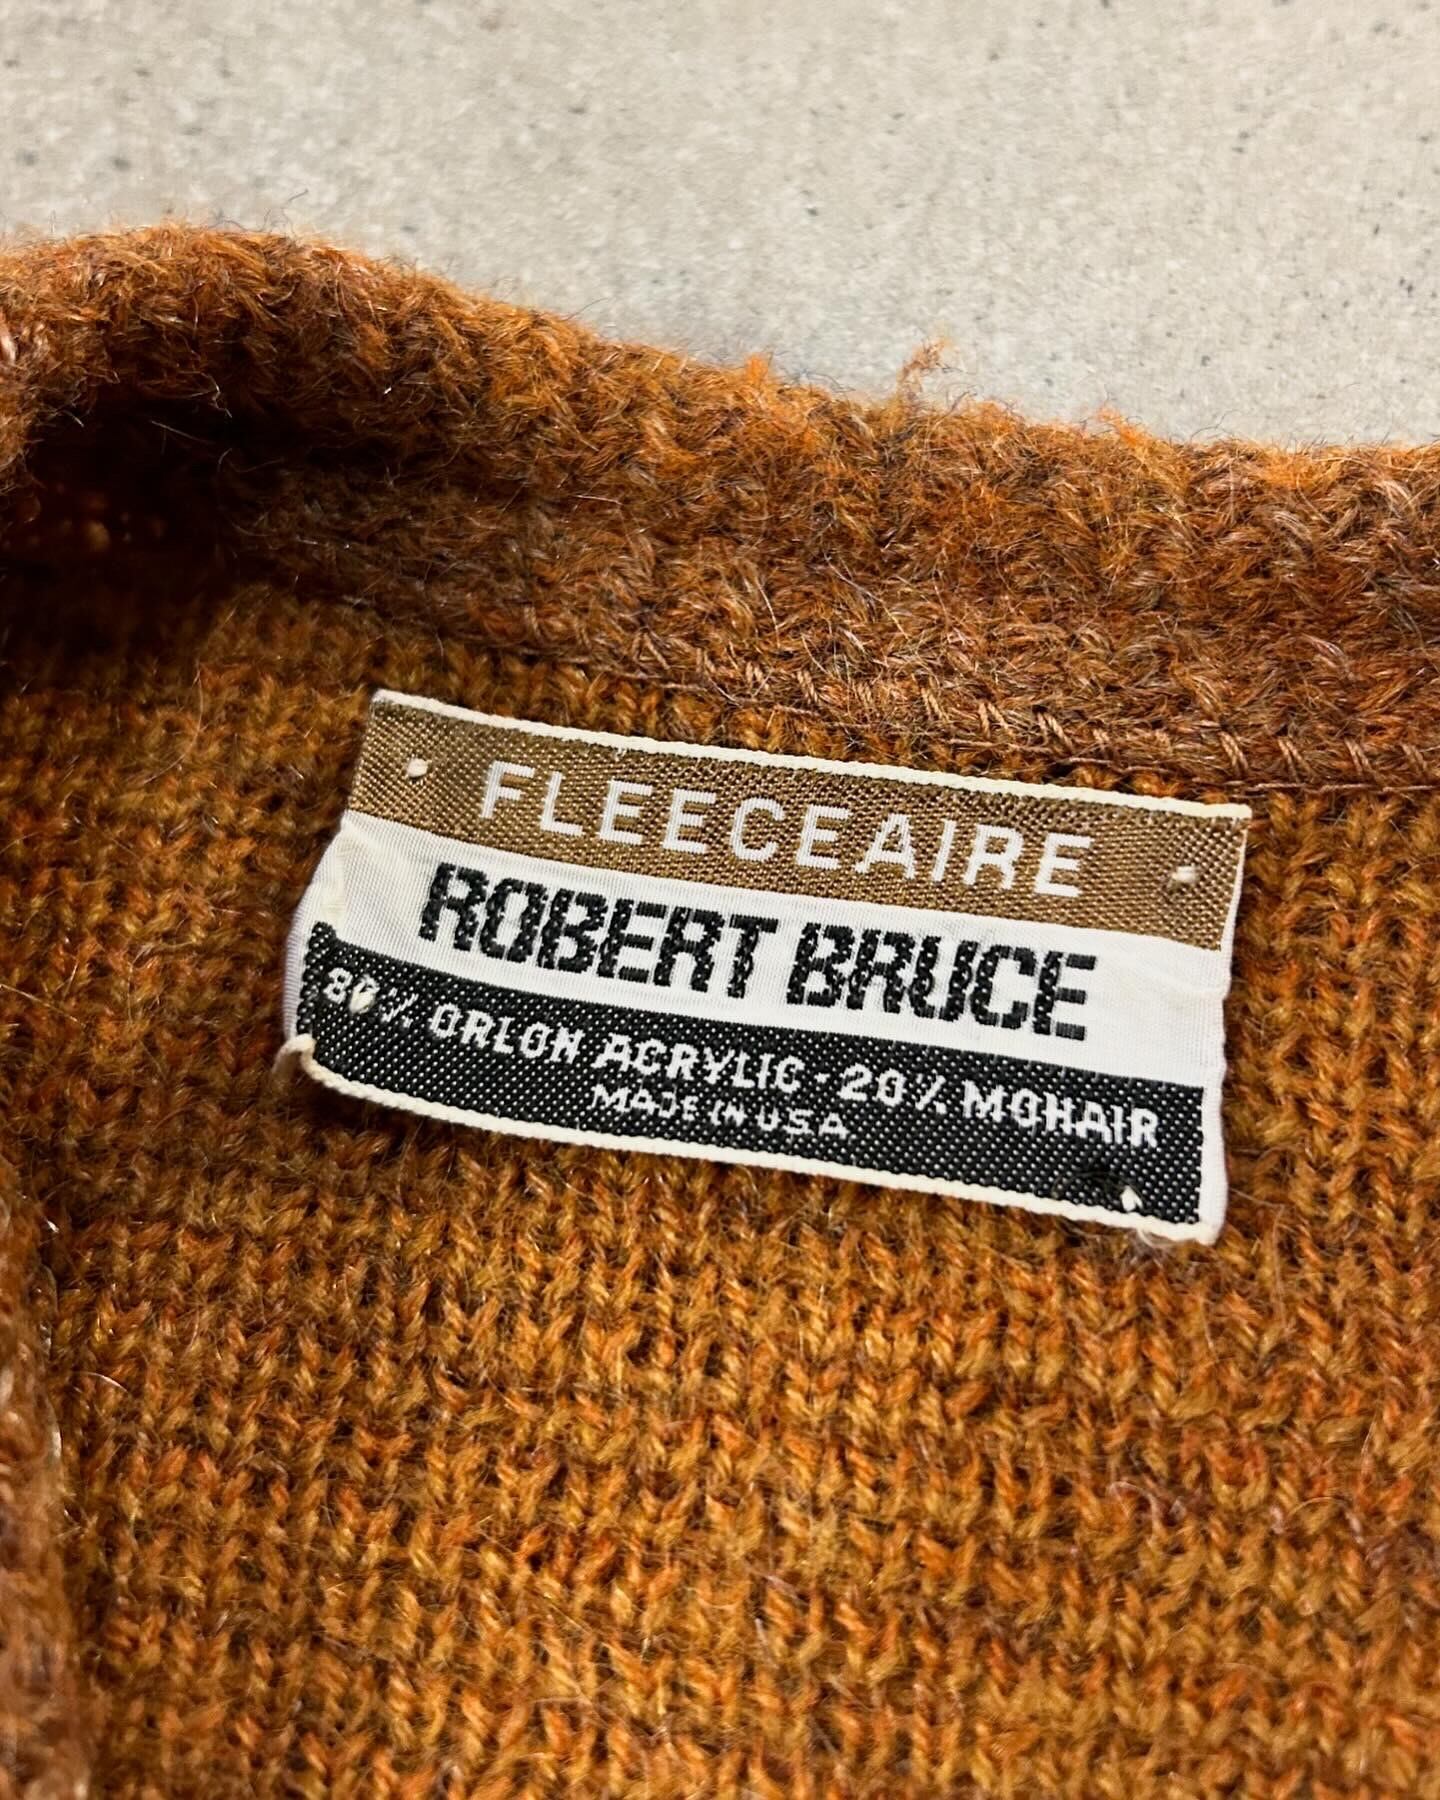 FLEECEAIRE
ROBERT BRUCE
80% ORLON ACRYLIC - 20% MOHAIR
MADE IN U.S.A